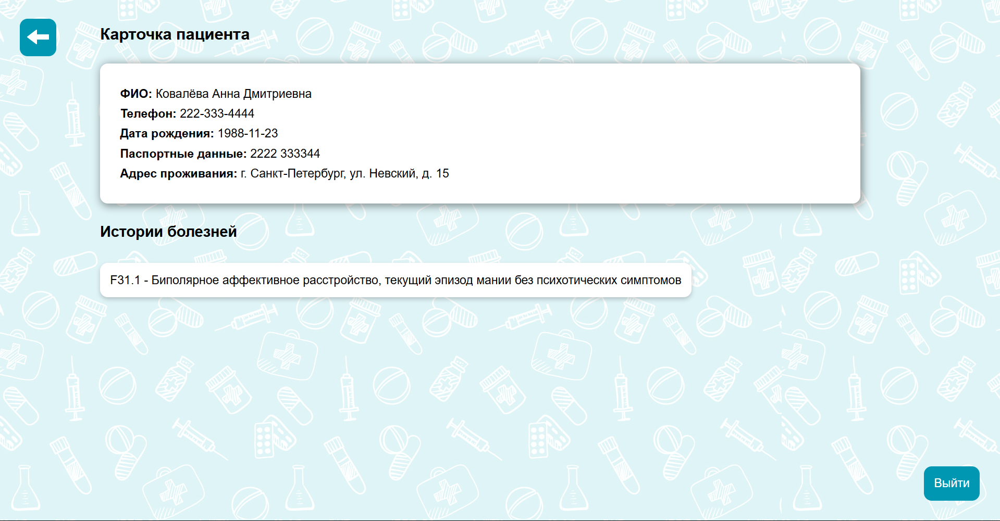 Карточка пациента
ФИО: Ковалёва Анна Дмитриевна
Телефон: 222-333-4444
Дата рождения: 1988-11-23
Паспортные данные: 2222 333344
Адрес проживания: г. Санкт-Петербург, ул. Невский, д. 15
Истории болезней
F31.1 - Биполярное аффективное расстройство, текущий эпизод мании без психотических симптомов
Выйти